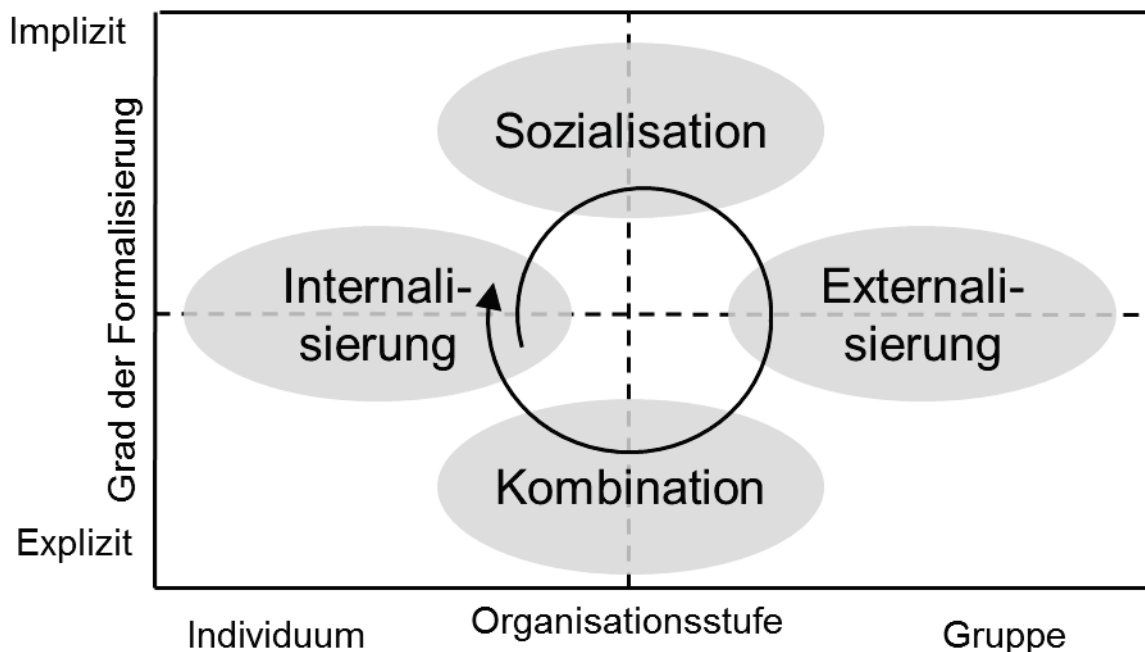 Implizit
Grad der Formalisierung
Sozialisation
Internali-
sierung
Externali-
sierung
Kombination
Explizit
Organisationsstufe
Individuum
Gruppe